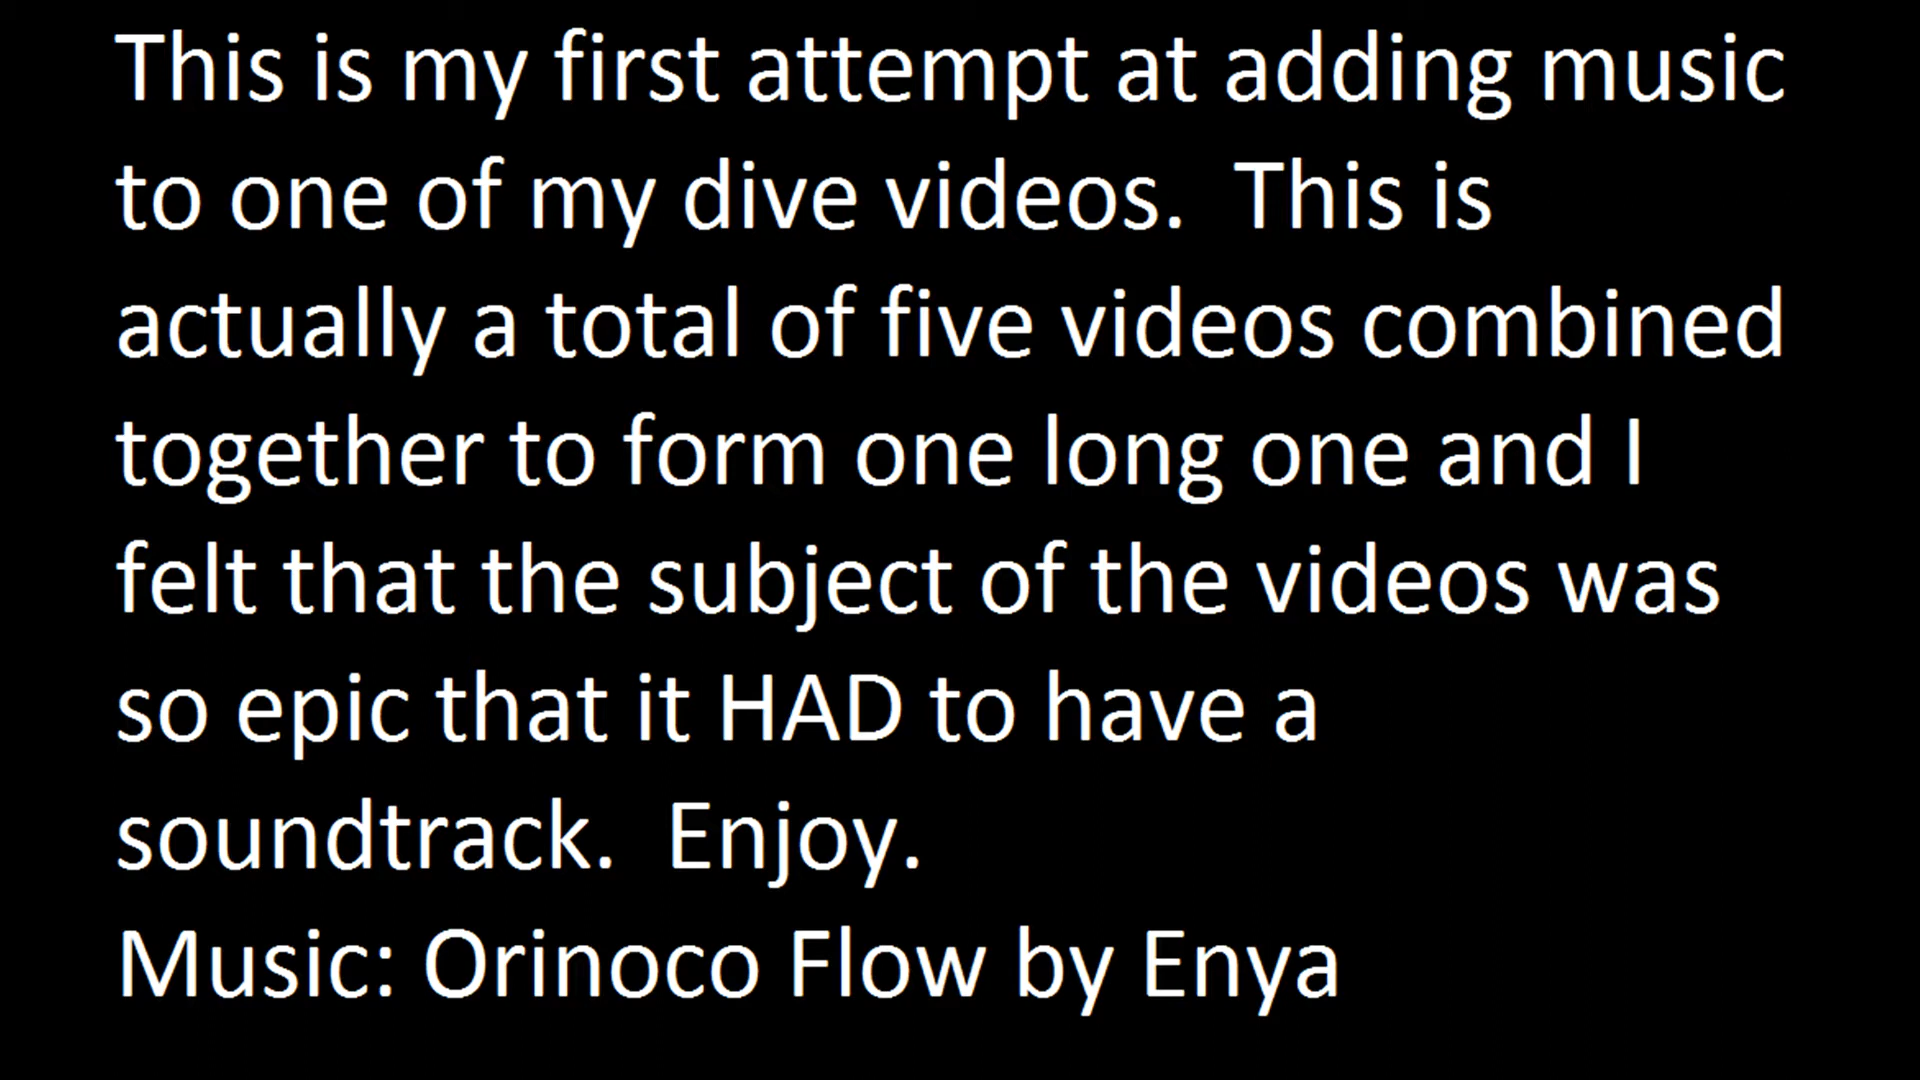 This is my first attempt at adding music
to one of my dive videos.  This is
actually a total of five videos combined
together to form one long one and I
felt that the subject of the videos was
so epic that it HAD to have a
soundtrack.  Enjoy.
Music: Orinoco Flow by Enya